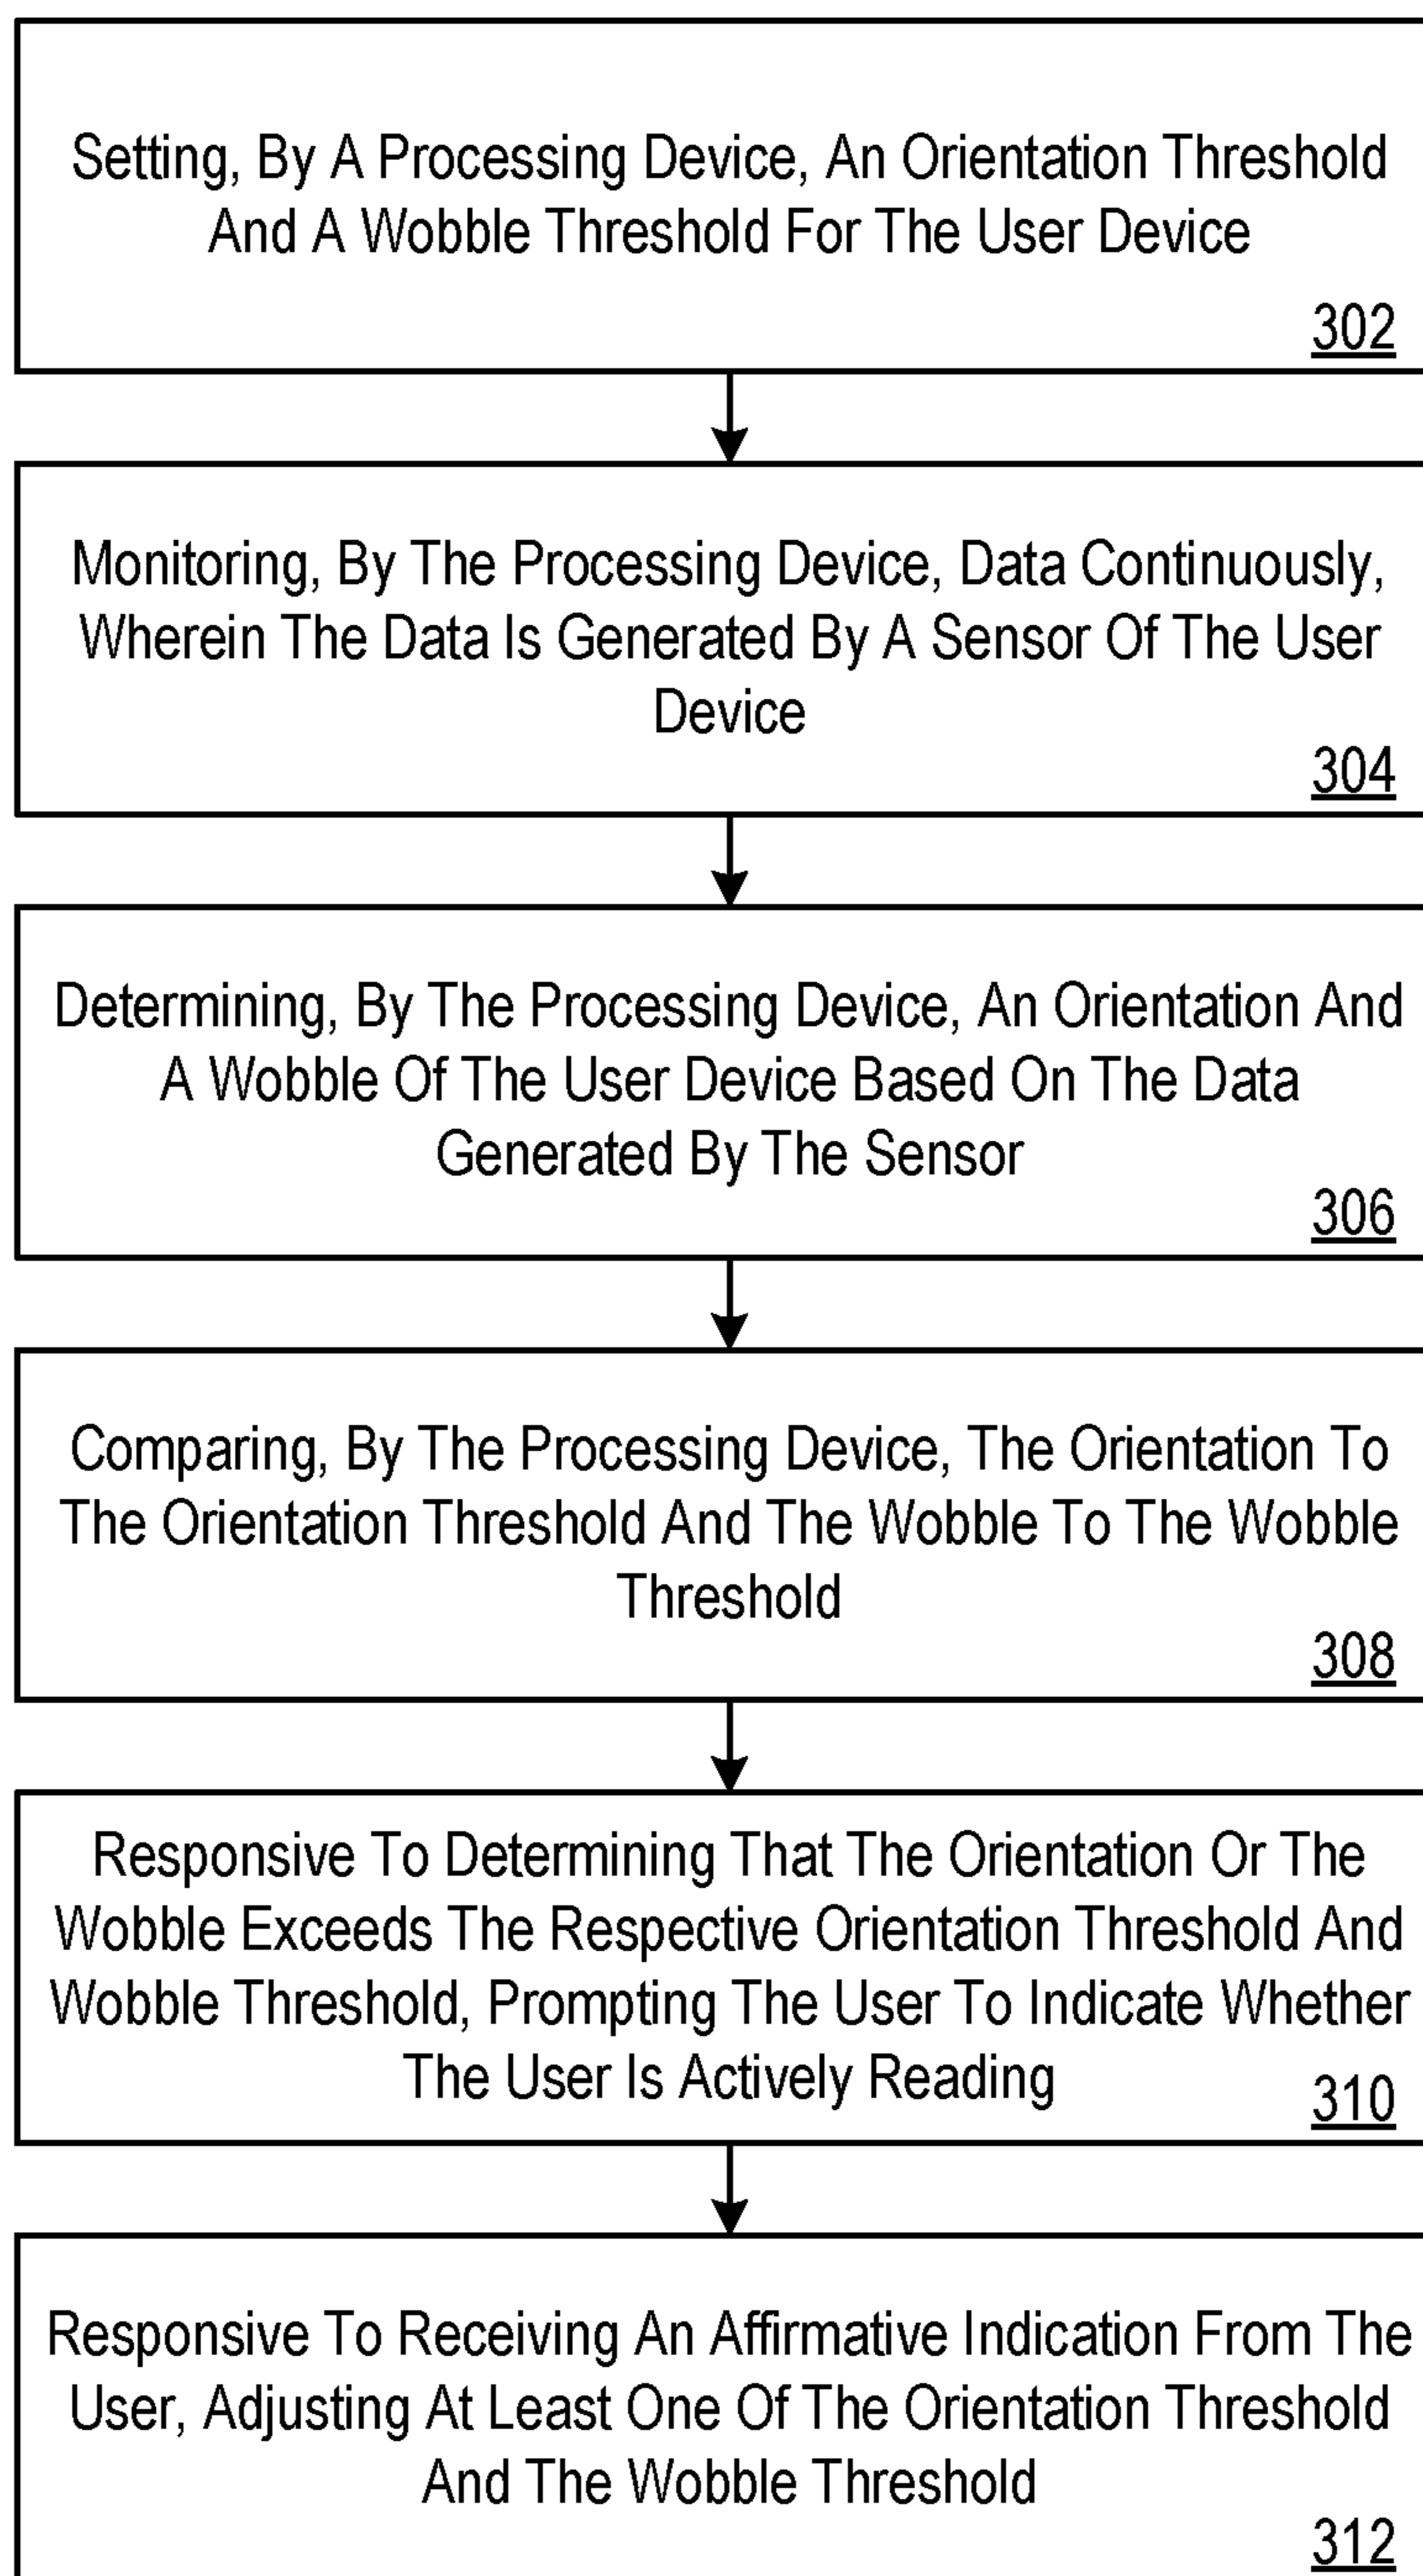 Setting, By A Processing Device, An Orientation Threshold
And A Wobble Threshold For The User Device
302
Monitoring, By The Processing Device, Data Continuously,
Wherein The Data Is Generated By A Sensor Of The User
Device
304
Determining, By The Processing Device, An Orientation And
A Wobble Of The User Device Based On The Data
Generated By The Sensor
306
Comparing, By The Processing Device, The Orientation To
The Orientation Threshold And The Wobble To The Wobble
Threshold
308
Responsive To Determining That The Orientation Or The
Wobble Exceeds The Respective Orientation Threshold And
Wobble Threshold, Prompting The User To Indicate Whether
The User Is Actively Reading
310
Responsive To Receiving An Affirmative Indication From The
User, Adjusting At Least One Of The Orientation Threshold
And The Wobble Threshold
312